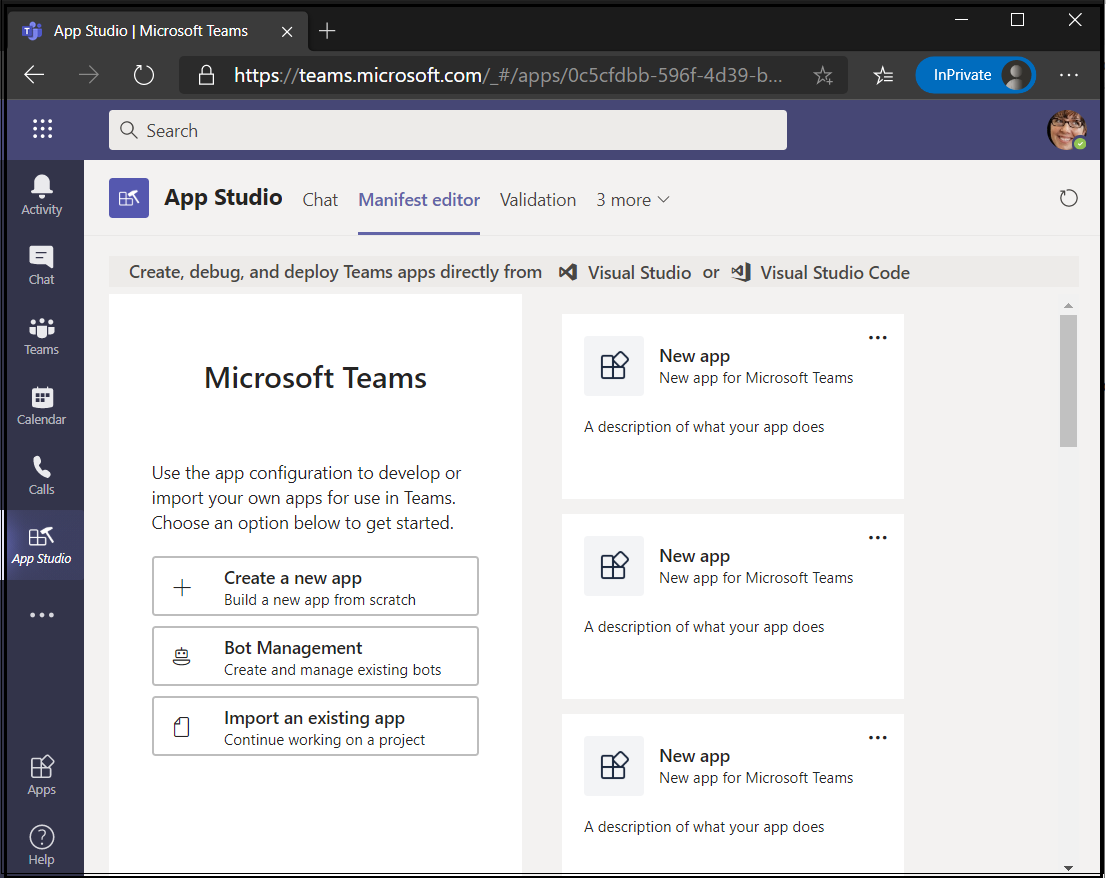 App Studio | Microsoft Teams
https://teams.microsoft.com/_#/apps/0c5cfdbb-596f-4d39-b...
InPrivate
Search
Activity
Chat
Teams
Calendar
Calls
App Studio
Apps
Help
App Studio Chat Manifest editor Validation 3 more
Create, debug, and deploy Teams apps directly from Visual Studio or Visual Studio Code
Microsoft Teams
Use the app configuration to develop or
import your own apps for use in Teams.
Choose an option below to get started.
Create a new app
Build a new app from scratch
Bot Management
Create and manage existing bots
Import an existing app
Continue working on a project
New app
New app for Microsoft Teams
A description of what your app does
New app
New app for Microsoft Teams
A description of what your app does
New app
New app for Microsoft Teams
A description of what your app does